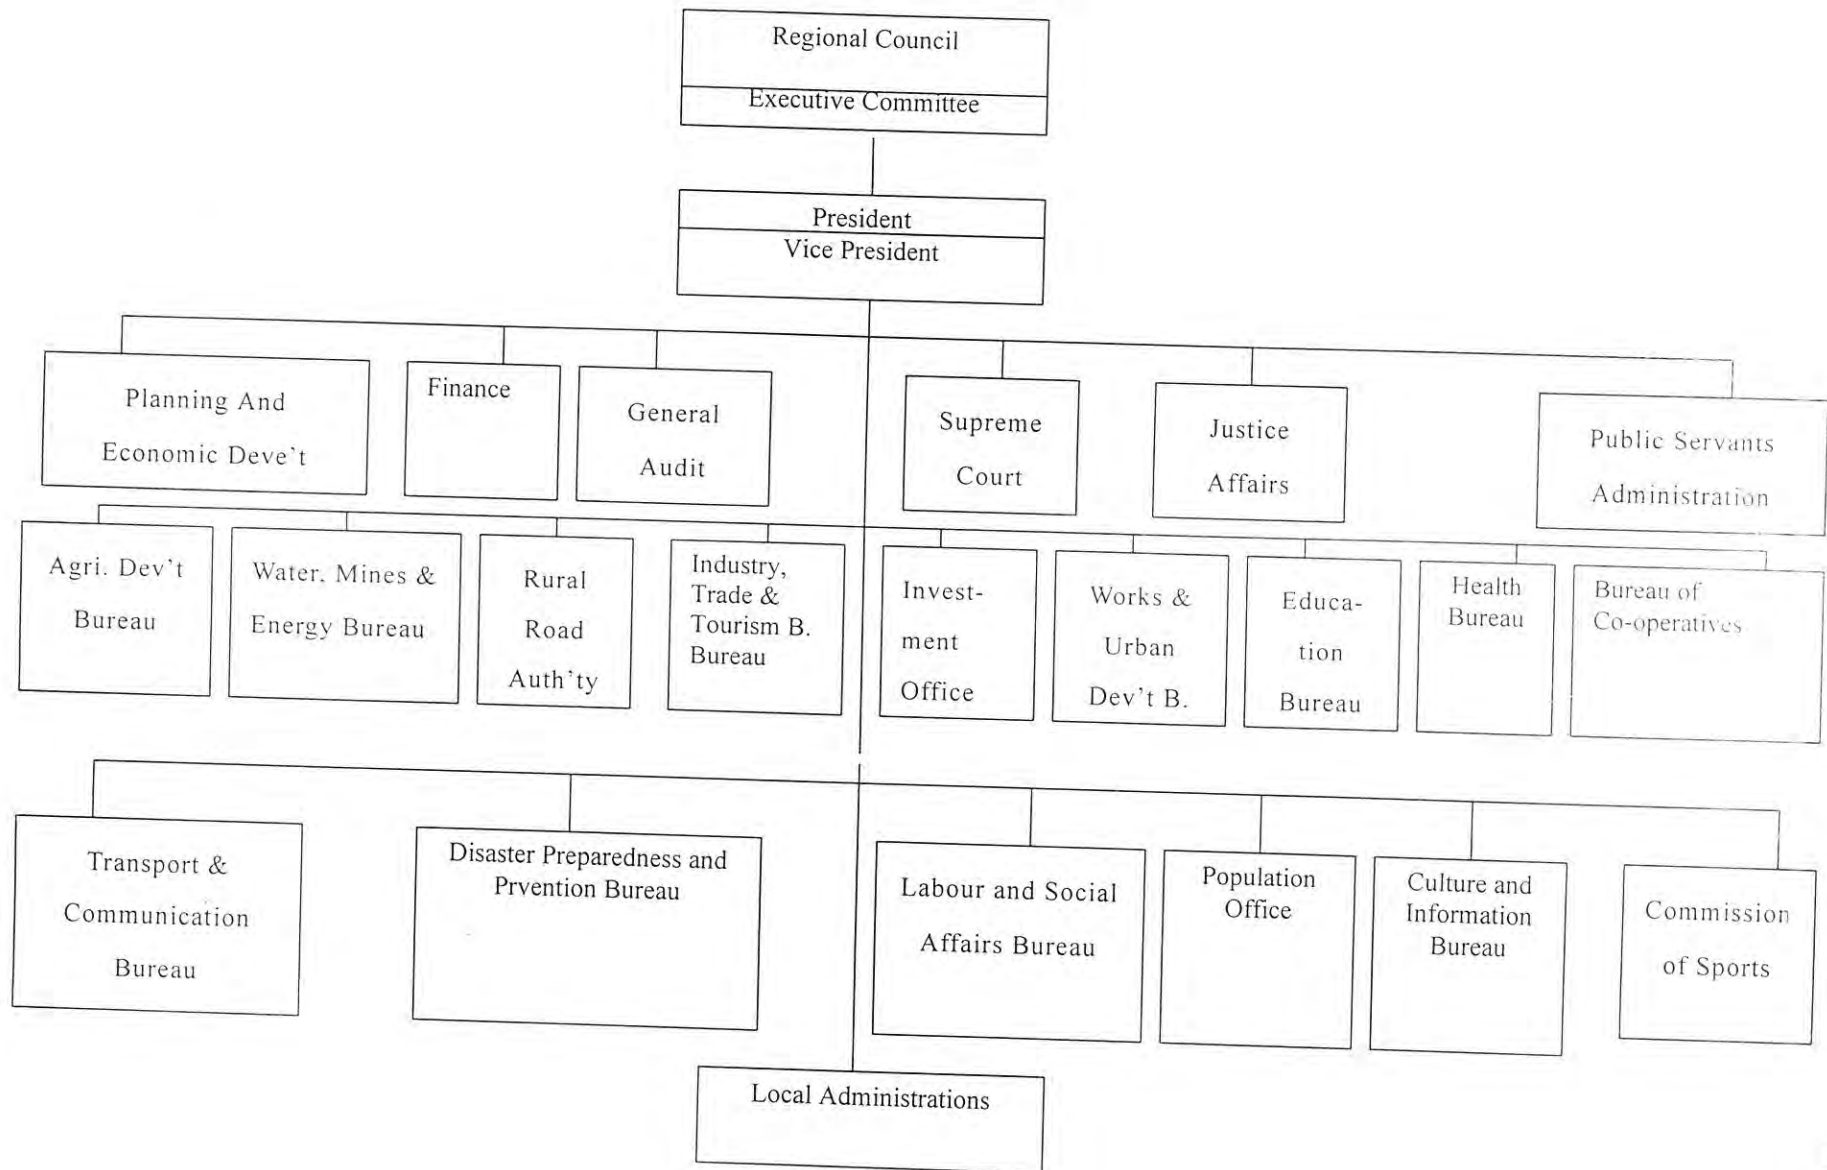 Regional Council
Executive Committee
President
Vice President
Planning And
Economic Deve't
Finance
General
Audit
Supreme
Court
Justice
Affairs
Public Servants
Administration
Agri. Dev't
Bureau
Water, Mines &
Energy Bureau
Rural
Road
Auth'ty
Industry,
Trade &
Tourism B.
Bureau
Invest-
ment
Office
Works &
Urban
Dev't B.
Educa-
tion
Bureau
Health
Bureau
Bureau of
Co-operatives
Transport &
Communication
Bureau
Disaster Preparedness and
Prvention Bureau
Labour and Social
Affairs Bureau
Population
Office
Culture and
Information
Bureau
Commission
of Sports
Local Administrations